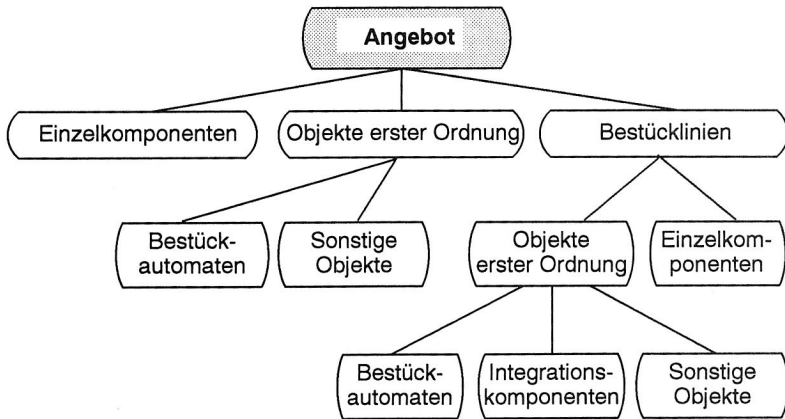 Angebot
Einzelkomponenten
Objekte erster Ordnung
Bestücklinien
Bestück-
automaten
Sonstige
Objekte
Objekte
erster Ordnung
Einzelkom-
ponenten
Bestück-
automaten
Integrations-
komponenten
Sonstige
Objekte